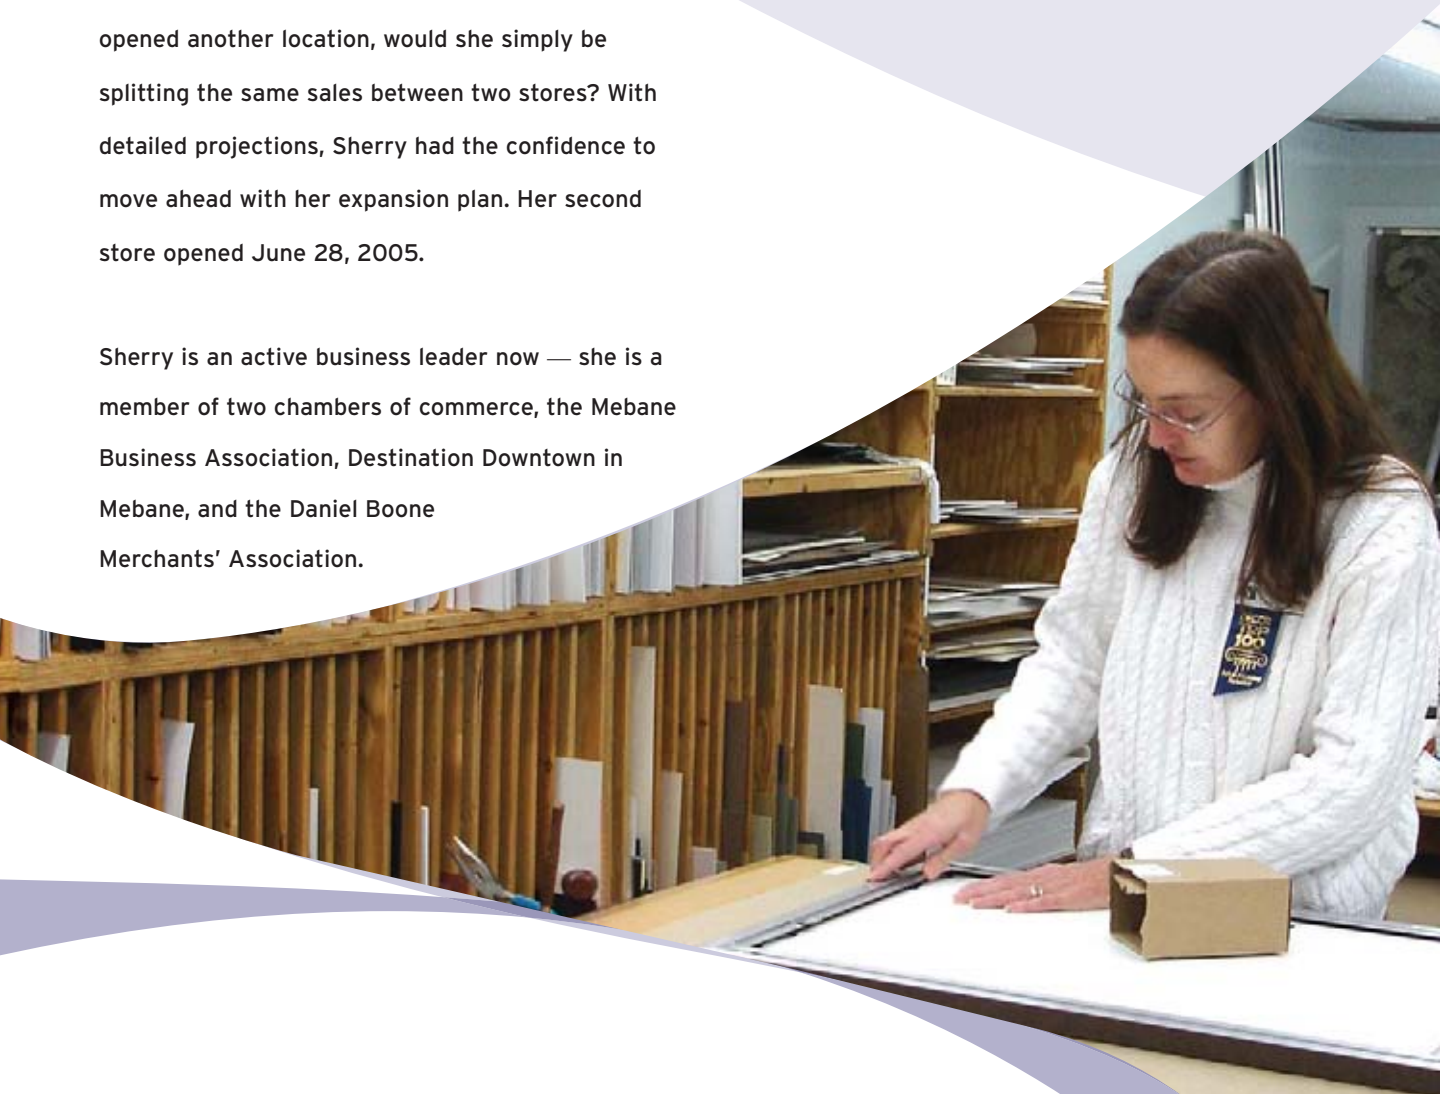 opened another location, would she simply be
splitting the same sales between two stores? With
detailed projections, Sherry had the confidence to
move ahead with her expansion plan. Her second
store opened June 28, 2005.
Sherry is an active business leader now — she is a
member of two chambers of commerce, the Mebane
Business Association, Destination Downtown in
Mebane, and the Daniel Boone
Merchants’ Association.
100